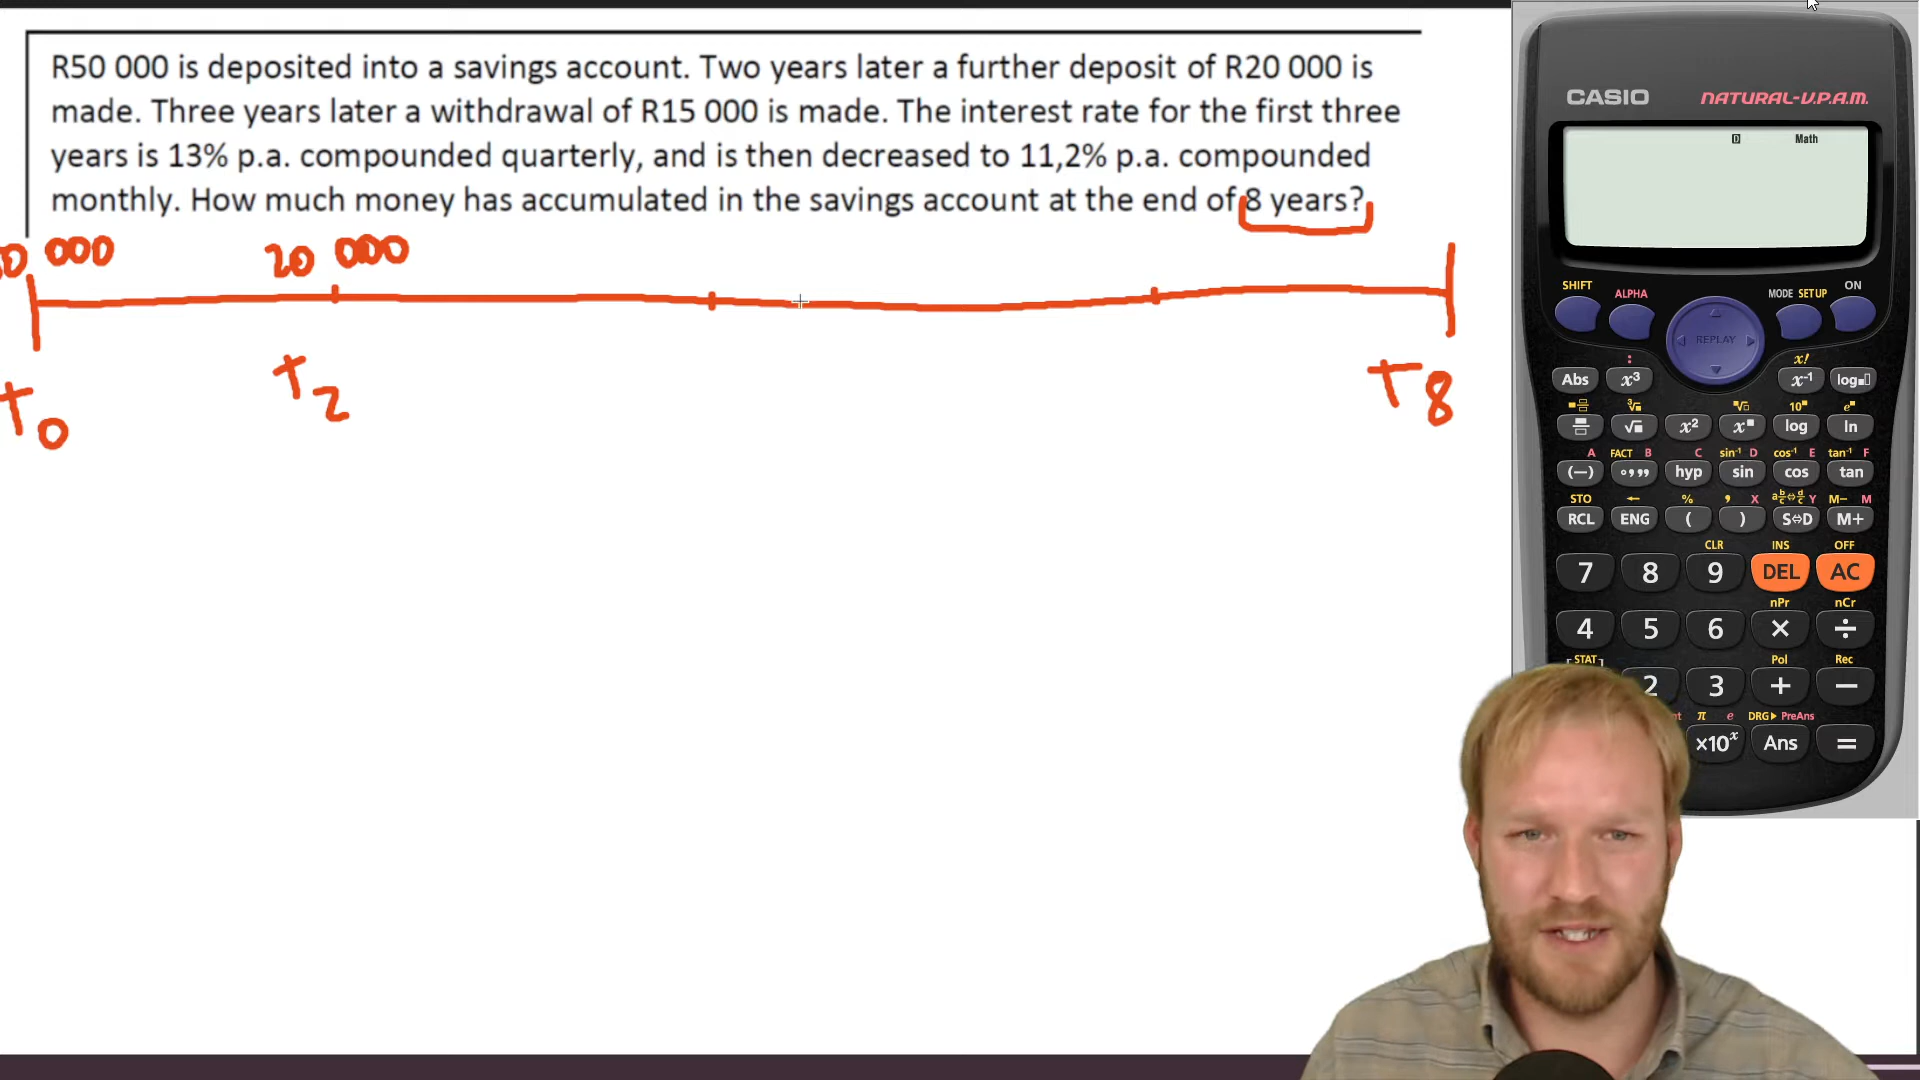 R50 000 is deposited into a savings account. Two years later a further deposit of R20 000 is
made. Three years later a withdrawal of R15 000 is made. The interest rate for the first three
years is 13% p.a. compounded quarterly, and is then decreased to 11,2% p.a. compounded
monthly. How much money has accumulated in the savings account at the end of 8 years?
0 000 20 000
T0 T2 T8
CASIO NATURAL-V.P.A.M.
D Math
SHIFT ALPHA MODE SETUP ON
REPLAY
: x!
Abs x³ x⁻¹ log
³√ 10 e
√ x² x log ln
A FACT B C sin⁻¹ D cos⁻¹ E tan⁻¹ F
(−) °,,, hyp sin cos tan
STO ← % , X a b/c⇔d/c Y M− M
RCL ENG ( ) S⇔D M+
CLR INS OFF
7 8 9 DEL AC
nPr nCr
4 5 6 × ÷
STAT Pol Rec
2 3 + −
π e DRG▶ PreAns
×10ˣ Ans =